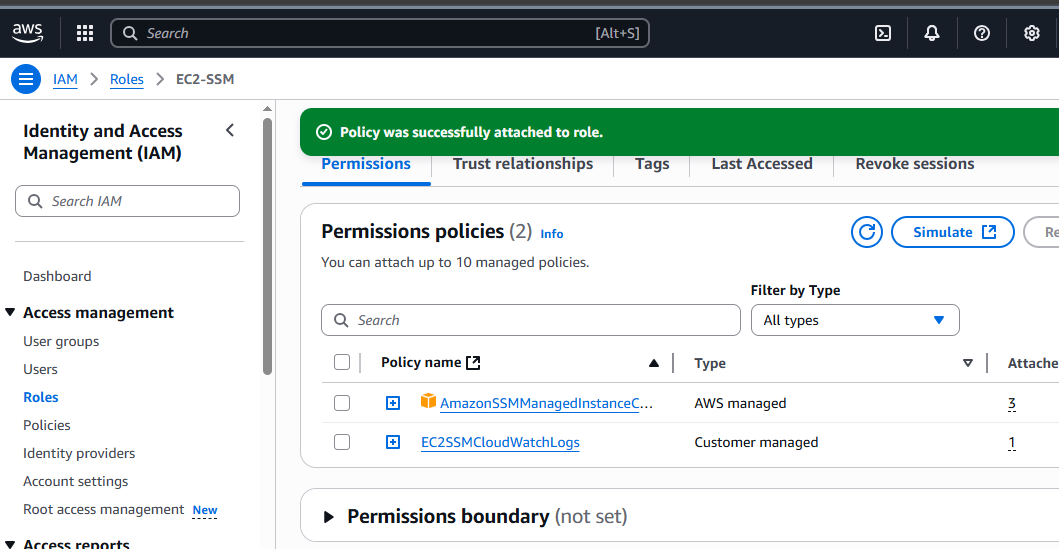 aws
Search [Alt+S]
IAM Roles EC2-SSM
Identity and Access
Management (IAM)
Search IAM
Dashboard
Access management
User groups
Users
Roles
Policies
Identity providers
Account settings
Root access management New
Access reports
Policy was successfully attached to role.
Permissions Trust relationships Tags Last Accessed Revoke sessions
Permissions policies (2) Info
Simulate Re
You can attach up to 10 managed policies.
Filter by Type
Search All types
Policy name Type Attache
AmazonSSMManagedInstanceC... AWS managed 3
EC2SSMCloudWatchLogs Customer managed 1
Permissions boundary (not set)